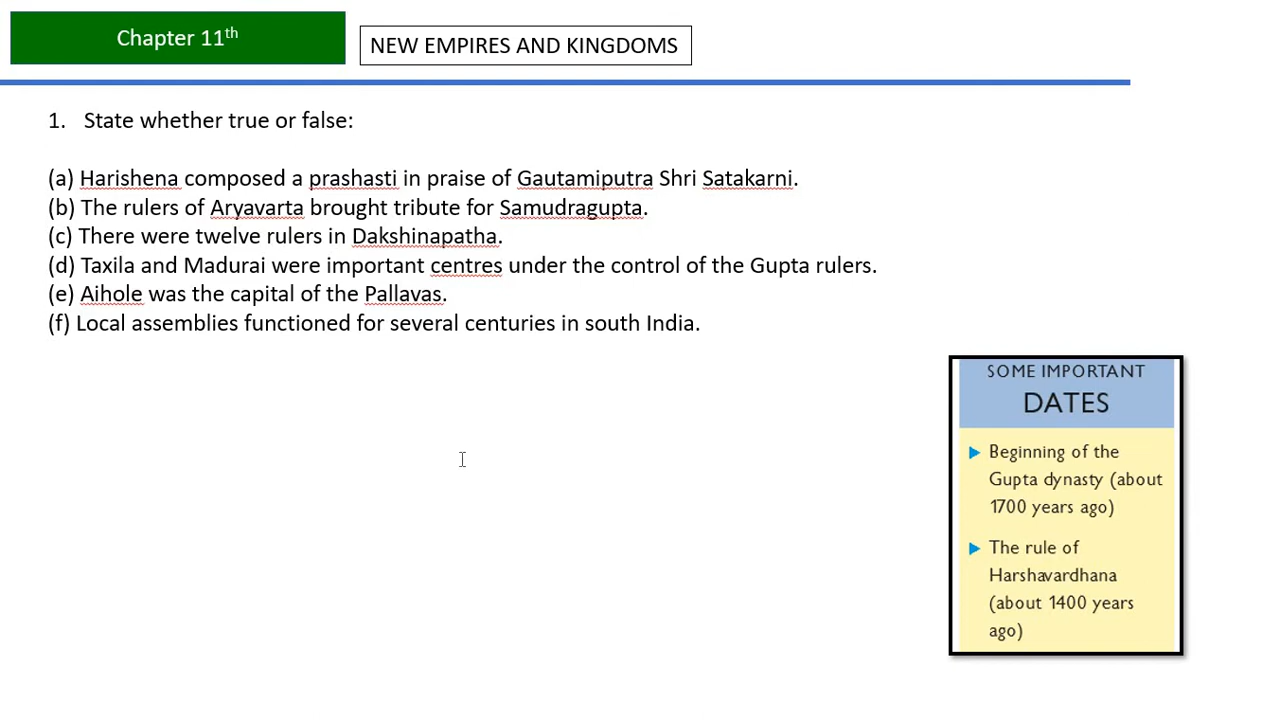 Chapter 11th
NEW EMPIRES AND KINGDOMS
1. State whether true or false:
(a) Harishena composed a prashasti in praise of Gautamiputra Shri Satakarni.
(b) The rulers of Aryavarta brought tribute for Samudragupta.
(c) There were twelve rulers in Dakshinapatha.
(d) Taxila and Madurai were important centres under the control of the Gupta rulers.
(e) Aihole was the capital of the Pallavas.
(f) Local assemblies functioned for several centuries in south India.
SOME IMPORTANT
DATES
Beginning of the
Gupta dynasty (about
1700 years ago)
The rule of
Harshavardhana
(about 1400 years
ago)